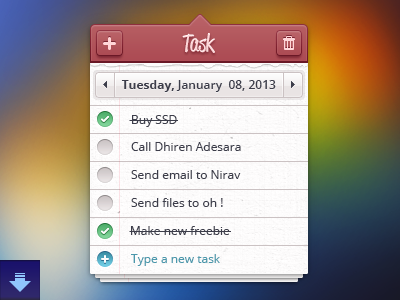 Task
Tuesday, January 08, 2013
Buy SSD
Call Dhiren Adesara
Send email to Nirav
Send files to oh !
Make new freebie
Type a new task